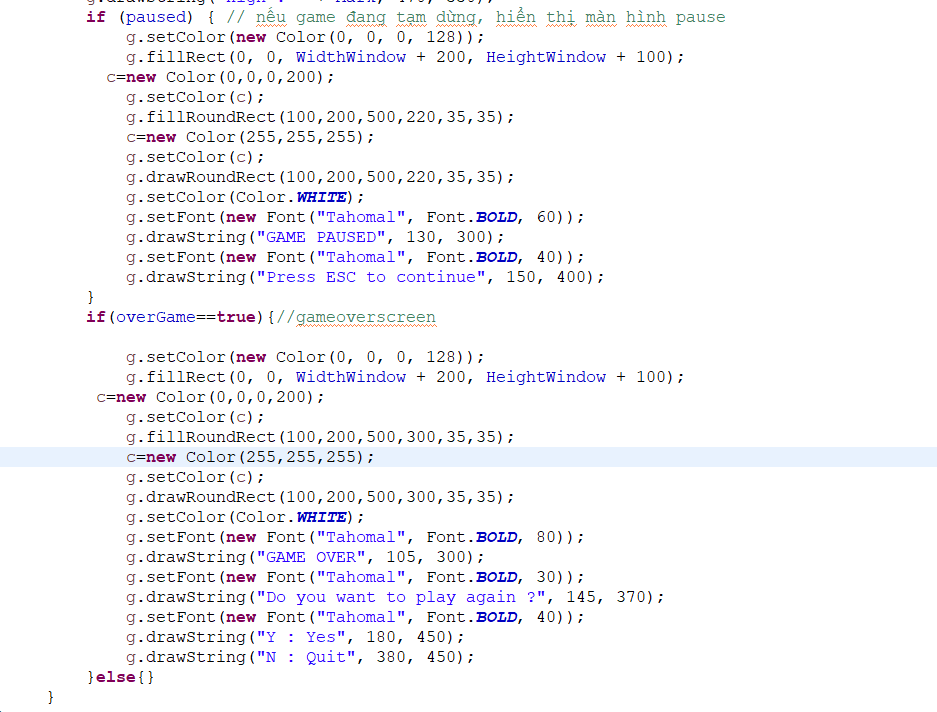 if (paused) { // nếu game đang tạm dừng, hiển thị màn hình pause
g.setColor(new Color(0, 0, 0, 128));
g.fillRect(0, 0, WidthWindow + 200, HeightWindow + 100);
c=new Color(0,0,0,200);
g.setColor(c);
g.fillRoundRect(100,200,500,220,35,35);
c=new Color(255,255,255);
g.setColor(c);
g.drawRoundRect(100,200,500,220,35,35);
g.setColor(Color.WHITE);
g.setFont(new Font("Tahomal", Font.BOLD, 60));
g.drawString("GAME PAUSED", 130, 300);
g.setFont(new Font("Tahomal", Font.BOLD, 40));
g.drawString("Press ESC to continue", 150, 400);
}
if(overGame==true){//gameoverscreen
g.setColor(new Color(0, 0, 0, 128));
g.fillRect(0, 0, WidthWindow + 200, HeightWindow + 100);
c=new Color(0,0,0,200);
g.setColor(c);
g.fillRoundRect(100,200,500,300,35,35);
c=new Color(255,255,255);
g.setColor(c);
g.drawRoundRect(100,200,500,300,35,35);
g.setColor(Color.WHITE);
g.setFont(new Font("Tahomal", Font.BOLD, 80));
g.drawString("GAME OVER", 105, 300);
g.setFont(new Font("Tahomal", Font.BOLD, 30));
g.drawString("Do you want to play again ?", 145, 370);
g.setFont(new Font("Tahomal", Font.BOLD, 40));
g.drawString("Y : Yes", 180, 450);
g.drawString("N : Quit", 380, 450);
}else{}
}